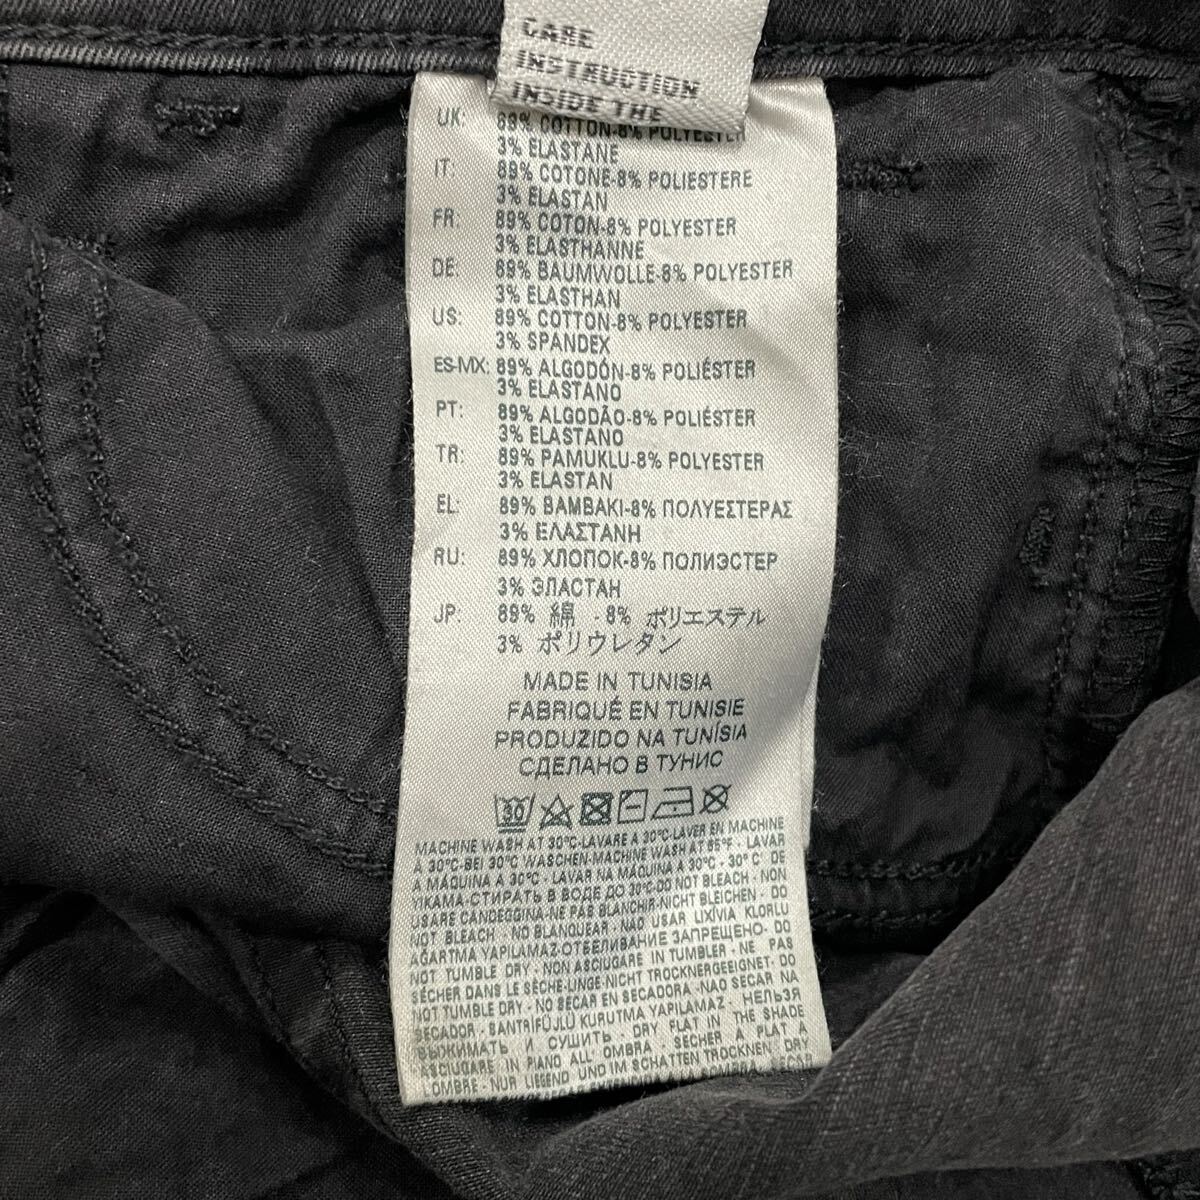 CARE
INSTRUCTION
INSIDE THE
UK: 89% COTTON-8% POLYESTER
3% ELASTANE
IT: 89% COTONE-8% POLIESTERE
3% ELASTAN
FR: 89% COTON-8% POLYESTER
3% ELASTHANNE
DE: 89% BAUMWOLLE-8% POLYESTER
3% ELASTHAN
US: 89% COTTON-8% POLYESTER
3% SPANDEX
ES-MX: 89% ALGODÓN-8% POLIÉSTER
3% ELASTANO
PT: 89% ALGODÃO-8% POLIÉSTER
3% ELASTANO
TR: 89% PAMUKLU-8% POLYESTER
3% ELASTAN
EL: 89% BAMBAKI-8% ΠΟΛΥΕΣΤΕΡΑΣ
3% ΕΛΑΣΤΑΝΗ
RU: 89% ХЛОПОК-8% ПОЛИЭСТЕР
3% ЭЛАСТАН
JP: 89% 綿 -8% ポリエステル
3% ポリウレタン
MADE IN TUNISIA
FABRIQUÉ EN TUNISIE
PRODUZIDO NA TUNÍSIA
СДЕЛАНО В ТУНИС
30
MACHINE WASH AT 30°C-LAVARE A 30°C-LAVER EN MACHINE
A 30°C-BEI 30°C WASCHEN-MACHINE WASH AT 85°F - LAVAR
A MÁQUINA A 30°C - LAVAR NA MÁQUINA A 30°C - 30° C' DE
YIKAMA-СТИРАТЬ В ВОДЕ ДО 30°C-DO NOT BLEACH - NON
USARE CANDEGGINA-NE PAS BLANCHIR-NICHT BLEICHEN - DO
NOT BLEACH - NO BLANQUEAR - NÃO USAR LIXÍVIA KLORLU
AĞARTMA YAPILAMAZ-ОТБЕЛИВАНИЕ ЗАПРЕЩЕНО- DO
NOT TUMBLE DRY - NON ASCIUGARE IN TUMBLER - NE PAS
SÉCHER DANS LE SÈCHE-LINGE-NICHT TROCKNERGEEIGNET- DO
NOT TUMBLE DRY - NO SECAR EN SECADORA -NAO SECAR NA
SECADOR - SANTRİFÜJLÜ KURUTMA YAPILAMAZ - НЕЛЬЗЯ
ВЫЖИМАТЬ И СУШИТЬ - DRY FLAT IN THE SHADE
- ASCIUGARE IN PIANO ALL' OMBRA - SÉCHER A PLAT A
L'OMBRE - NUR LIEGEND UND IM SCHATTEN TROCKNEN- DRY